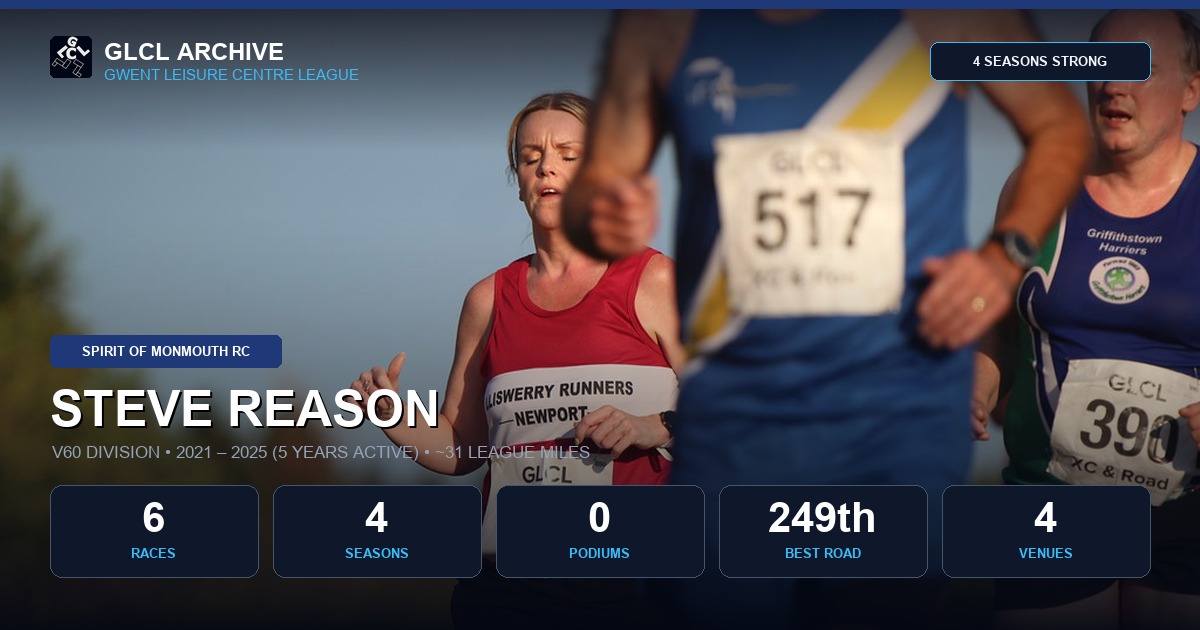 GLCL ARCHIVE
GWENT LEISURE CENTRE LEAGUE
4 SEASONS STRONG
GLCL
517
XC & 
Griffithstown
Harriers
GLCL
390
XC & Road
LLISWERRY RUNNERS
NEWPORT
GLCL
SPIRIT OF MONMOUTH RC
STEVE REASON
V60 DIVISION • 2021 – 2025 (5 YEARS ACTIVE) • ~31 LEAGUE MILES
6
RACES
4
SEASONS
0
PODIUMS
249th
BEST ROAD
4
VENUES